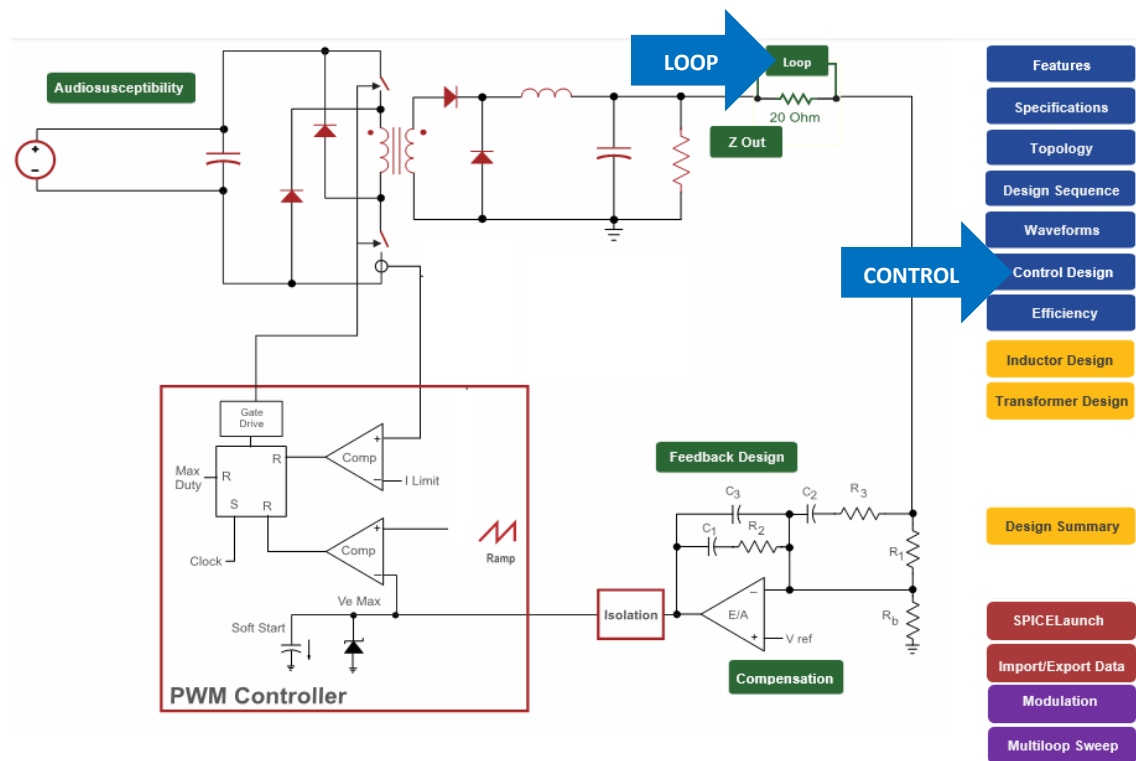 LOOP
Loop
Audiosusceptibility
20 Ohm
Z Out
+
−
Features
Specifications
Topology
Design Sequence
Waveforms
CONTROL
Control Design
Efficiency
Inductor Design
Transformer Design
Gate
Drive
Max
Duty
R
R
S
R
Clock
Comp
+
−
I Limit
Comp
+
−
Ramp
Ve Max
Soft Start
PWM Controller
Isolation
Feedback Design
C3
C2
R3
C1
R2
R1
Rb
E/A
−
+
V ref
Compensation
Design Summary
SPICELaunch
Import/Export Data
Modulation
Multiloop Sweep